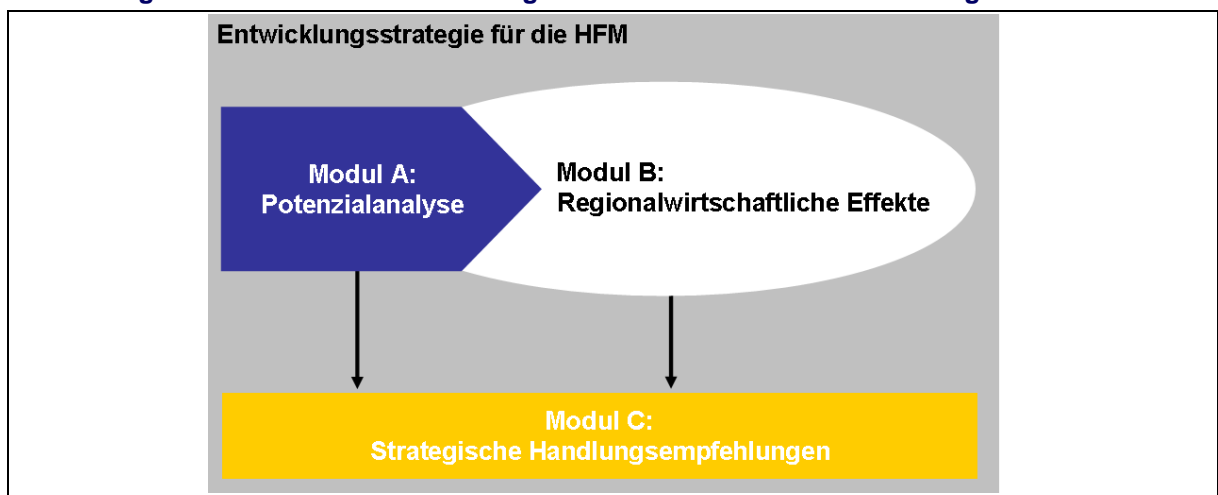 Entwicklungsstrategie für die HFM
Modul A:
Potenzialanalyse
Modul B:
Regionalwirtschaftliche Effekte
Modul C:
Strategische Handlungsempfehlungen